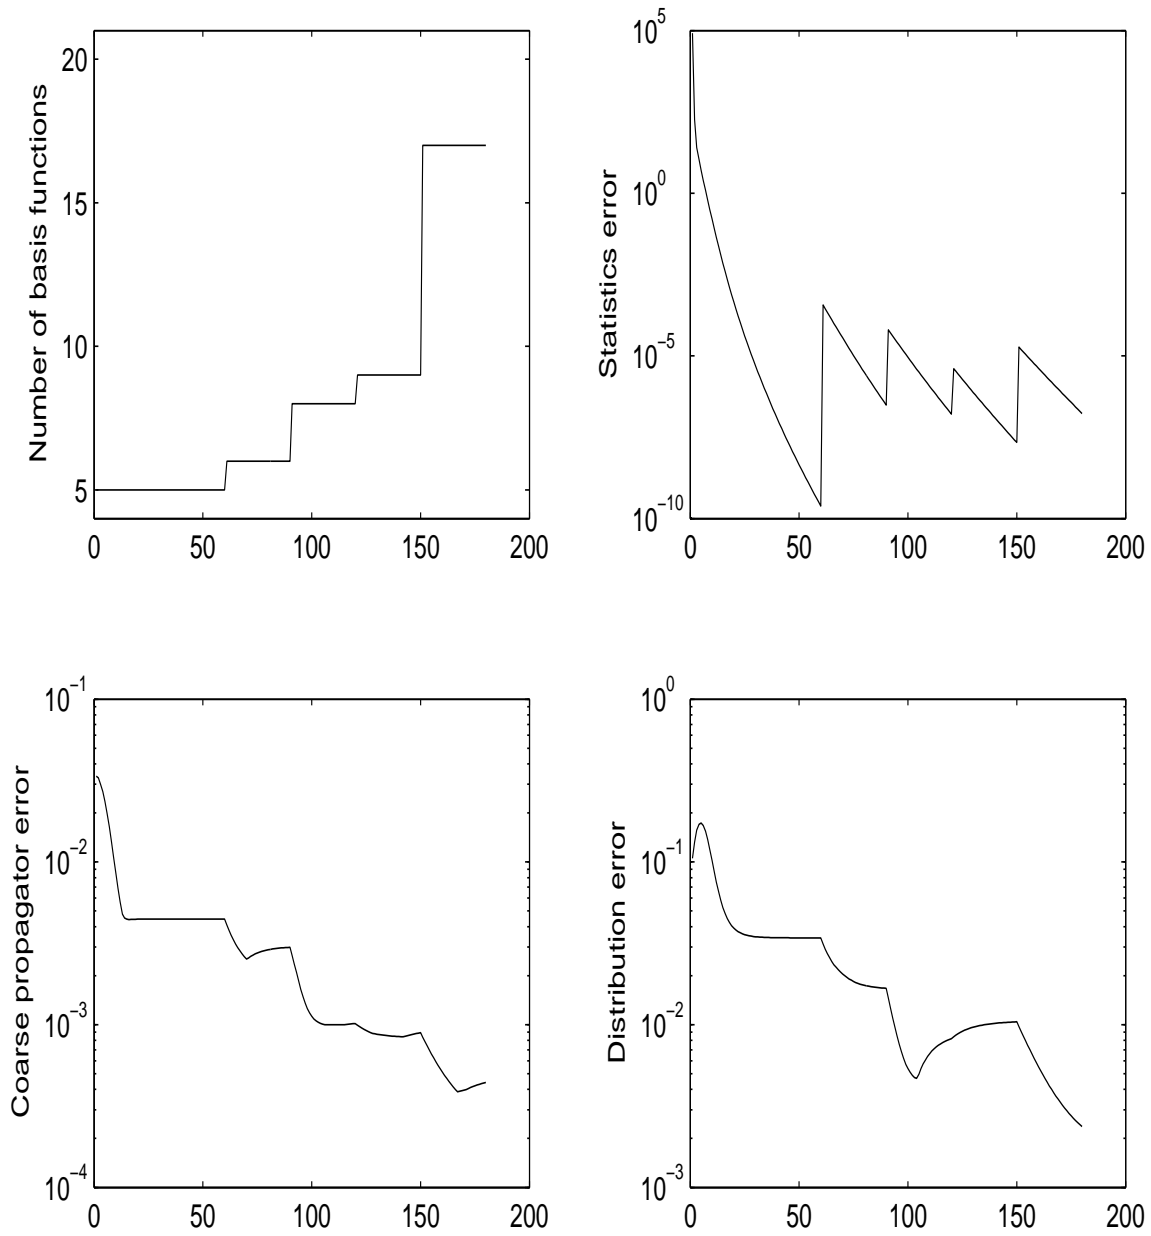 Number of basis functions
20
15
10
5
0 50 100 150 200
Statistics error
10^5
10^0
10^−5
10^−10
0 50 100 150 200
Coarse propagator error
10^−1
10^−2
10^−3
10^−4
0 50 100 150 200
Distribution error
10^0
10^−1
10^−2
10^−3
0 50 100 150 200